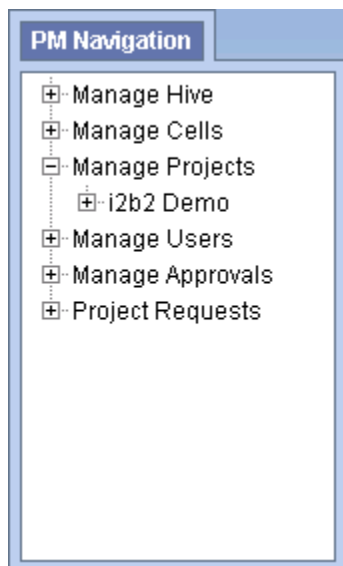 PM Navigation
Manage Hive
Manage Cells
Manage Projects
i2b2 Demo
Manage Users
Manage Approvals
Project Requests